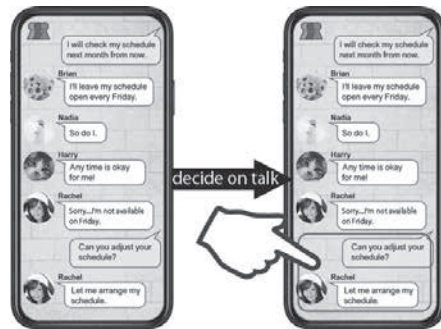 I will check my schedule
next month from now.
Brian
I'll leave my schedule
open every Friday.
Nadia
So do I.
Harry
Any time is okay
for me!
Rachel
Sorry....I'm not available
on Friday.
Can you adjust your
schedule?
Rachel
Let me arrange my
schedule.
decide on talk
I will check my schedule
next month from now.
Brian
I'll leave my schedule
open every Friday.
Nadia
So do I.
Harry
Any time is okay
for me!
Rachel
Sorry....I'm not available
on Friday.
Can you adjust your
schedule?
Rachel
Let me arrange my
schedule.